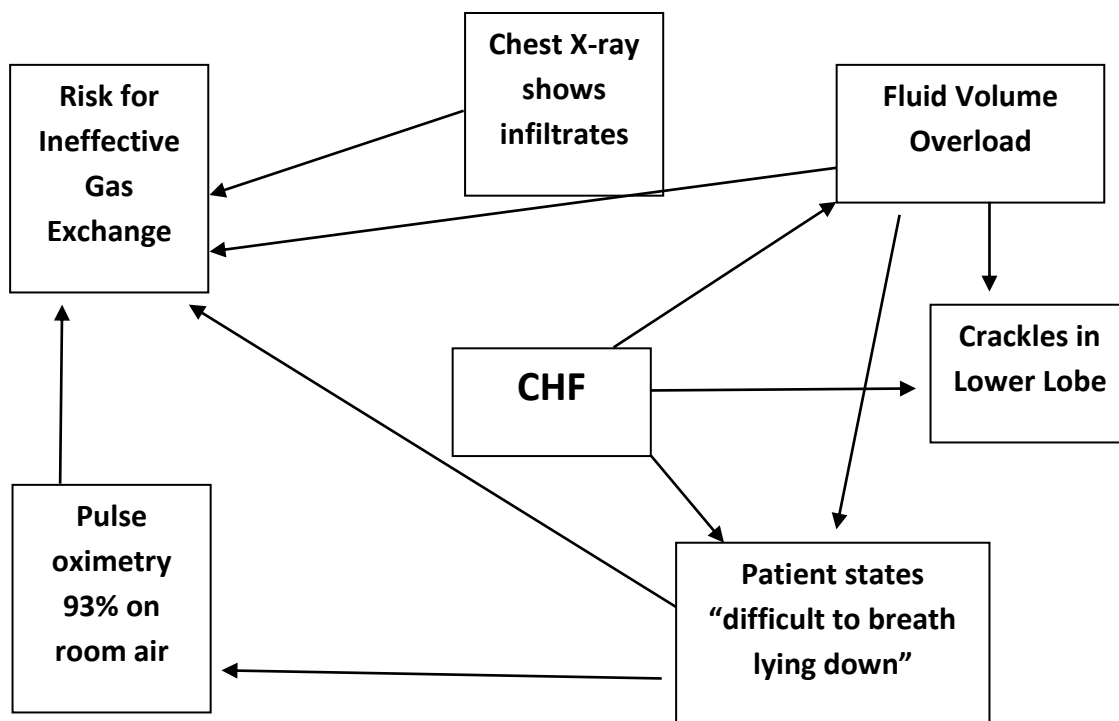 Chest X-ray
shows
infiltrates
Risk for
Ineffective
Gas
Exchange
Fluid Volume
Overload
Crackles in
Lower Lobe
CHF
Pulse
oximetry
93% on
room air
Patient states
“difficult to breath
lying down”